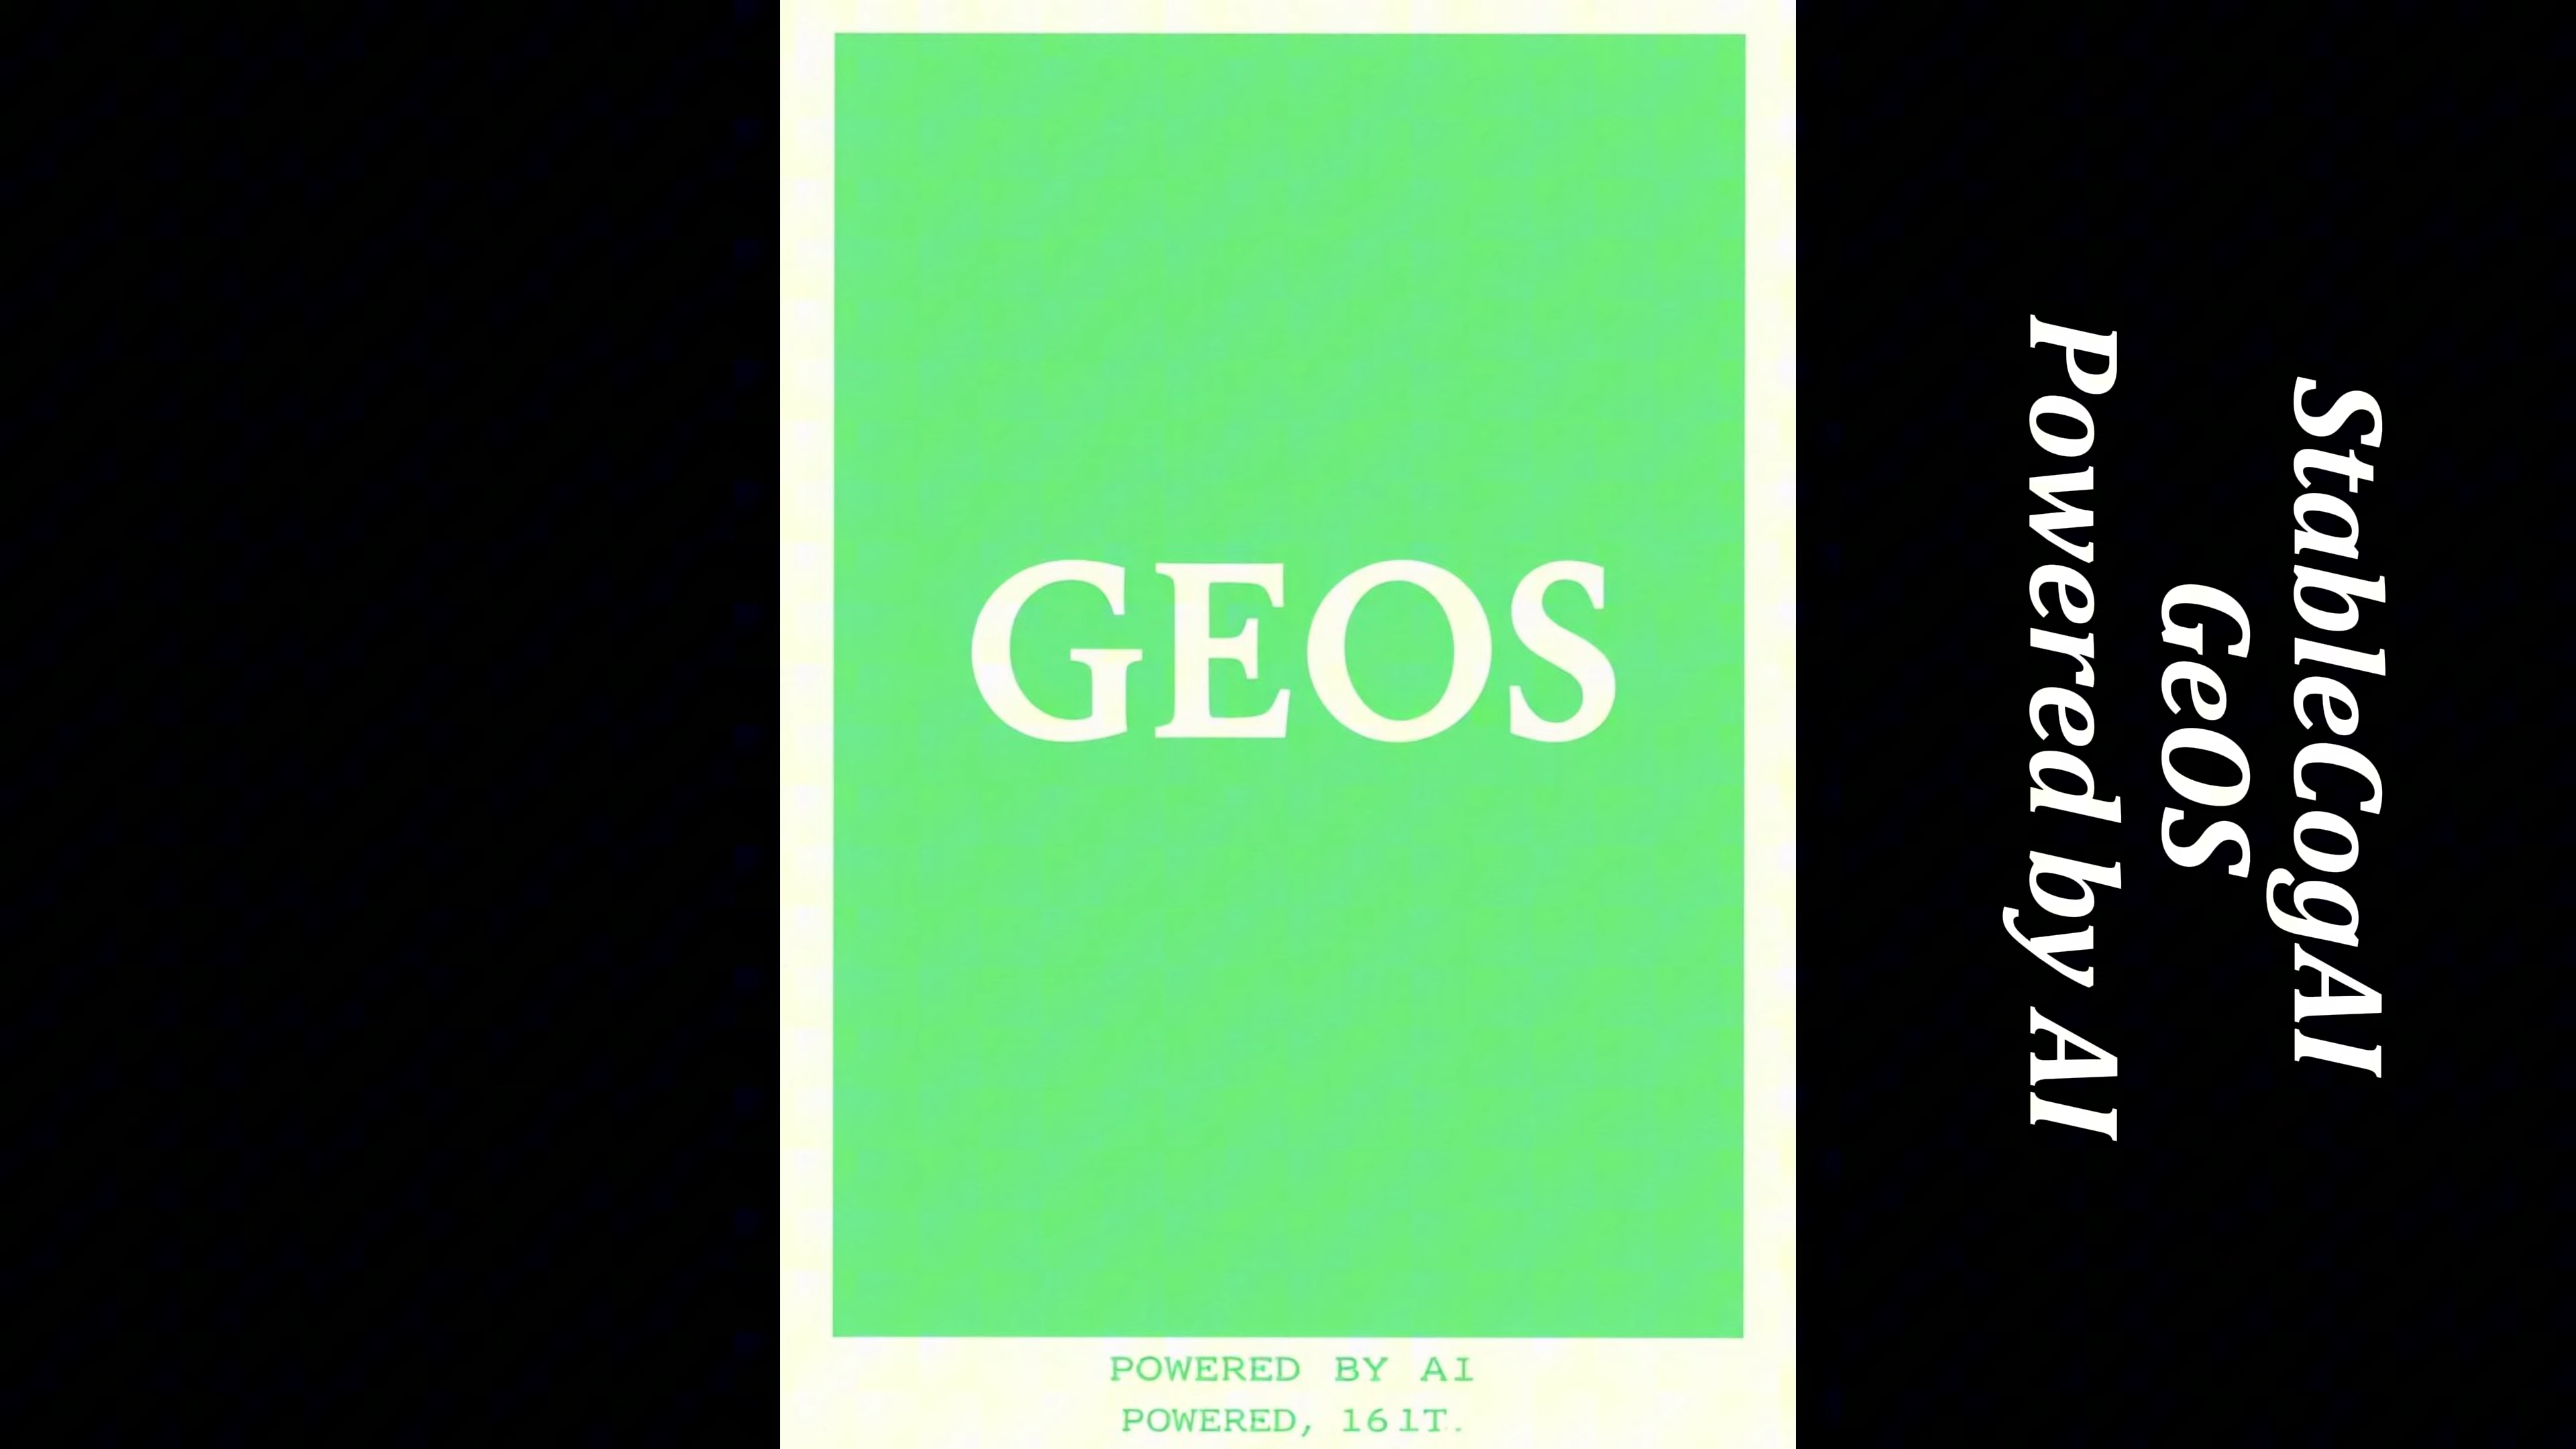 GEOS
POWERED BY AI
POWERED, 161T.
StableCogAI
GeOS
Powered by AI